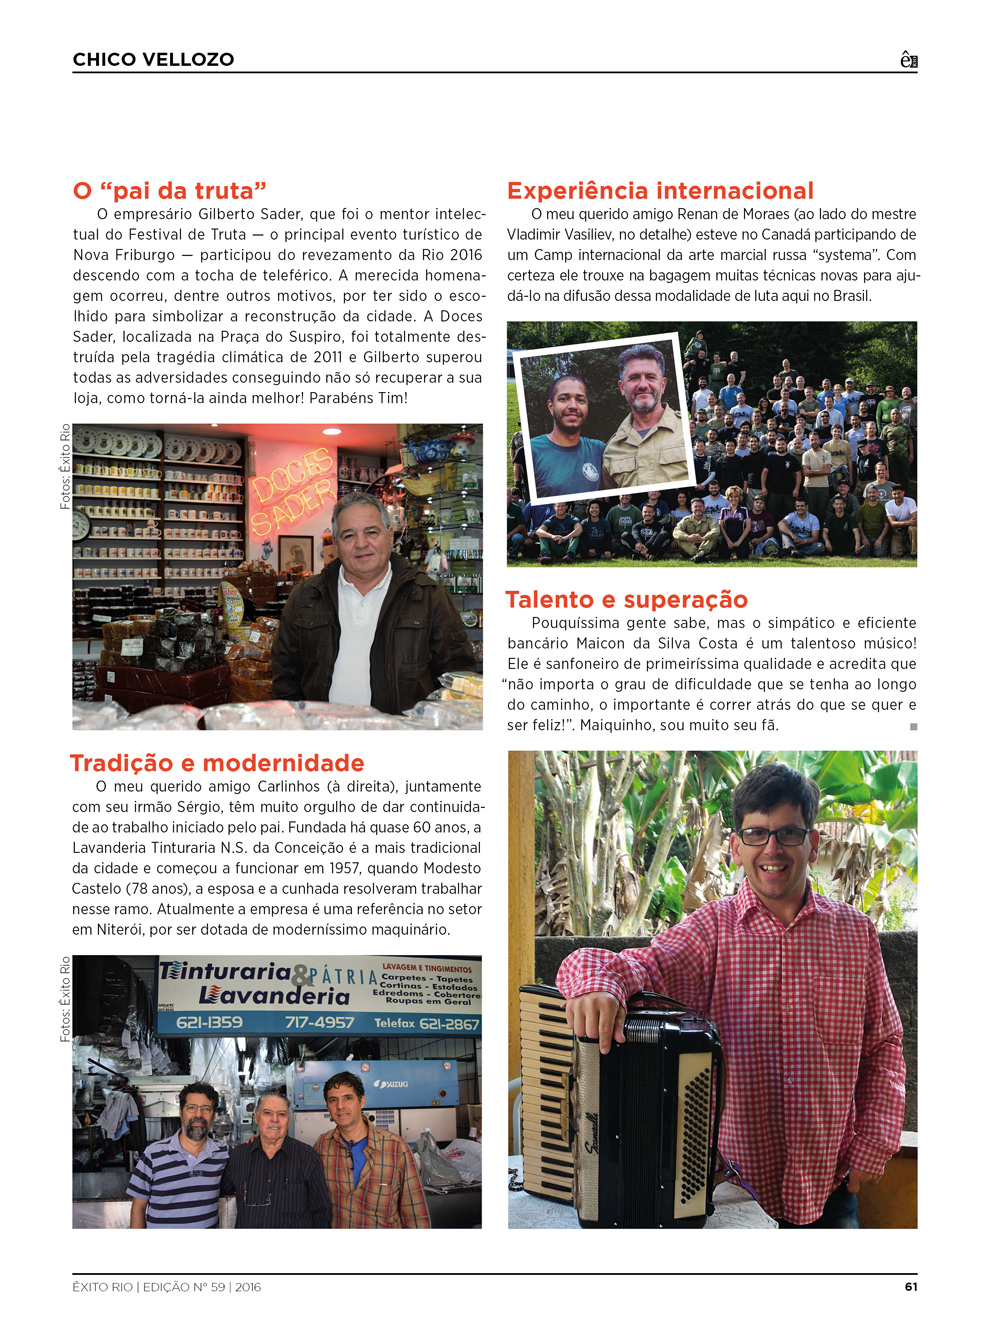 CHICO VELLOZO
O “pai da truta”
O empresário Gilberto Sader, que foi o mentor intelec-
tual do Festival de Truta — o principal evento turístico de
Nova Friburgo — participou do revezamento da Rio 2016
descendo com a tocha de teleférico. A merecida homena-
gem ocorreu, dentre outros motivos, por ter sido o esco-
lhido para simbolizar a reconstrução da cidade. A Doces
Sader, localizada na Praça do Suspiro, foi totalmente des-
truída pela tragédia climática de 2011 e Gilberto superou
todas as adversidades conseguindo não só recuperar a sua
loja, como torná-la ainda melhor! Parabéns Tim!
Fotos: Êxito Rio
DOCES
SADER
Tradição e modernidade
O meu querido amigo Carlinhos (à direita), juntamente
com seu irmão Sérgio, têm muito orgulho de dar continuida-
de ao trabalho iniciado pelo pai. Fundada há quase 60 anos, a
Lavanderia Tinturaria N.S. da Conceição é a mais tradicional
da cidade e começou a funcionar em 1957, quando Modesto
Castelo (78 anos), a esposa e a cunhada resolveram trabalhar
nesse ramo. Atualmente a empresa é uma referência no setor
em Niterói, por ser dotada de moderníssimo maquinário.
Fotos: Êxito Rio
Tinturaria & PÁTRIA
Lavanderia
LAVAGEM E TINGIMENTOS
Carpetes - Tapetes
Cortinas - Estofados
Edredoms - Cobertore
Roupas em Geral
621-1359 717-4957 Telefax 621-2867
SUZUKI
Experiência internacional
O meu querido amigo Renan de Moraes (ao lado do mestre
Vladimir Vasiliev, no detalhe) esteve no Canadá participando de
um Camp internacional da arte marcial russa “systema”. Com
certeza ele trouxe na bagagem muitas técnicas novas para aju-
dá-lo na difusão dessa modalidade de luta aqui no Brasil.
Talento e superação
Pouquíssima gente sabe, mas o simpático e eficiente
bancário Maicon da Silva Costa é um talentoso músico!
Ele é sanfoneiro de primeiríssima qualidade e acredita que
“não importa o grau de dificuldade que se tenha ao longo
do caminho, o importante é correr atrás do que se quer e
ser feliz!”. Maiquinho, sou muito seu fã.
ÊXITO RIO | EDIÇÃO N° 59 | 2016
61